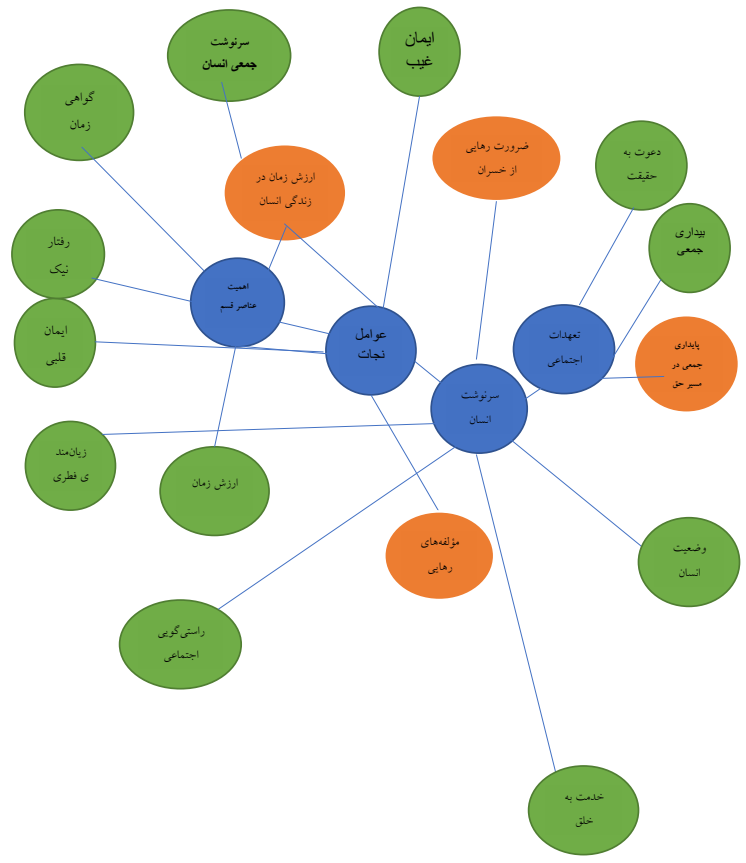 سرنوشت
جمعی انسان
ایمان
غیب
گواهی
زمان
ارزش زمان در
زندگی انسان
ضرورت رهایی
از خسران
دعوت به
حقیقت
رفتار
نیک
بیداری
جمعی
اهمیت
عناصر قسم
ایمان
قلبی
عوامل
نجات
تعهدات
اجتماعی
پایداری
جمعی در
مسیر حق
سرنوشت
انسان
زیان‌مند
ی فطری
ارزش زمان
مؤلفه‌های
رهایی
وضعیت
انسان
راستی‌گویی
اجتماعی
خدمت به
خلق